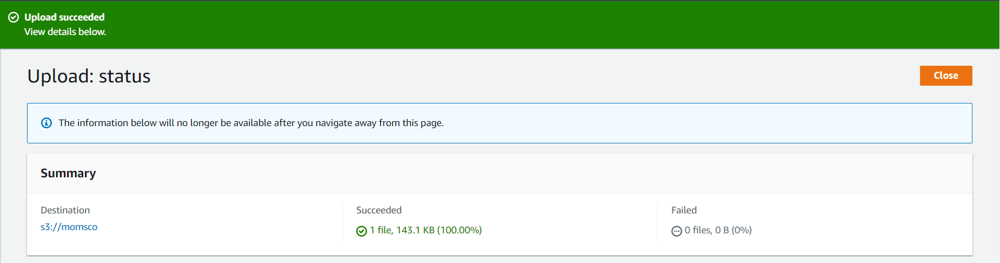 Upload succeeded
View details below.
Upload: status
Close
The information below will no longer be available after you navigate away from this page.
Summary
Destination
s3://momsco
Succeeded
1 file, 143.1 KB (100.00%)
Failed
0 files, 0 B (0%)